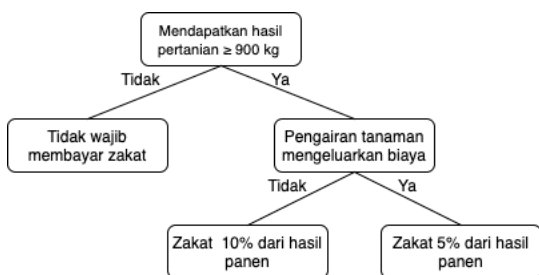 Mendapatkan hasil
pertanian ≥ 900 kg
Tidak
Ya
Tidak wajib
membayar zakat
Pengairan tanaman
mengeluarkan biaya
Tidak
Ya
Zakat 10% dari hasil
panen
Zakat 5% dari hasil
panen